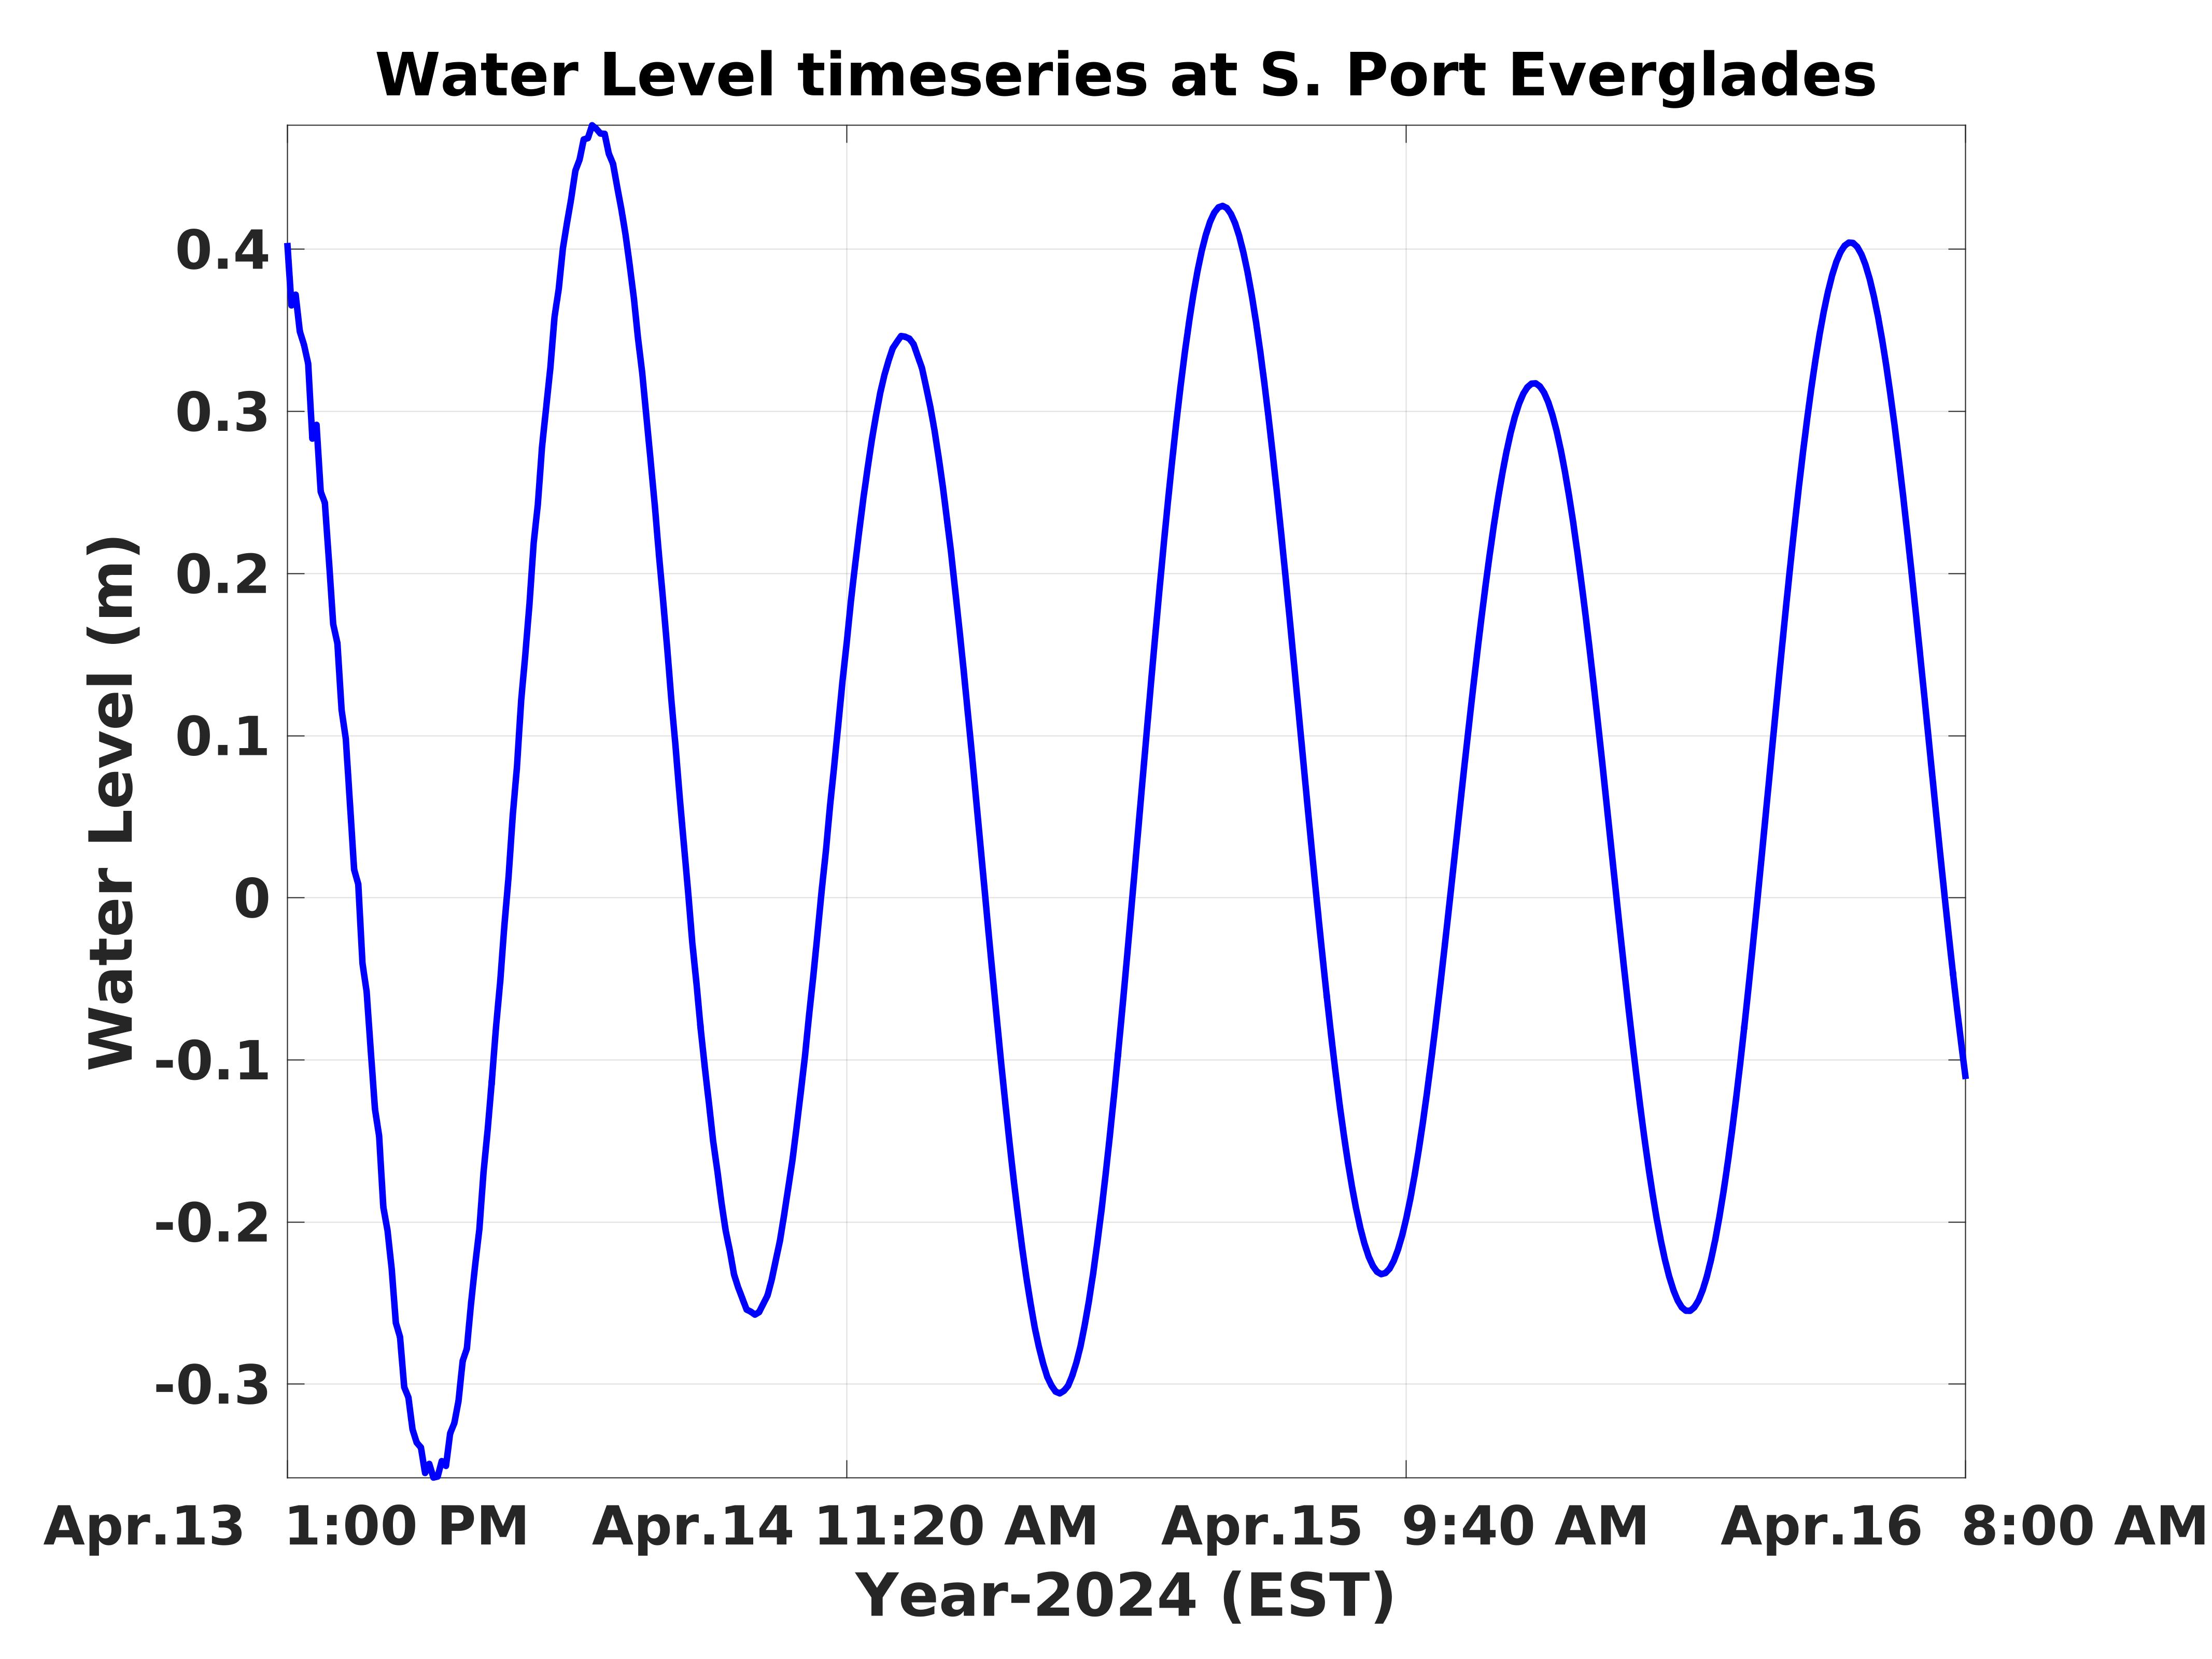 Water Level timeseries at S. Port Everglades
0.4
0.3
0.2
0.1
0
-0.1
-0.2
-0.3
Water Level (m)
Apr.13 1:00 PM Apr.14 11:20 AM Apr.15 9:40 AM Apr.16 8:00 AM
Year-2024 (EST)